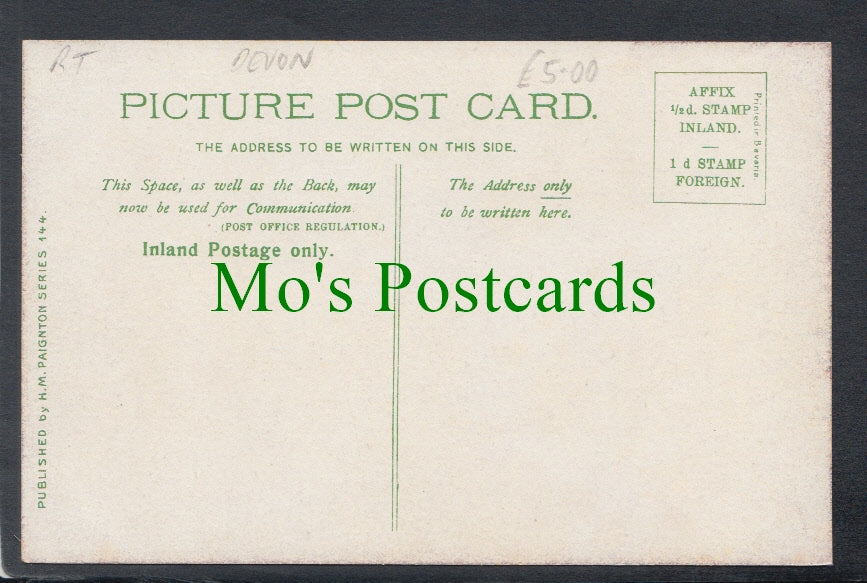 RT
DEVON
£5.00
PICTURE POST CARD.
THE ADDRESS TO BE WRITTEN ON THIS SIDE.
AFFIX
1/2d. STAMP
INLAND.
—
1 d STAMP
FOREIGN.
Printed in Bavaria.
This Space, as well as the Back, may
now be used for Communication
(POST OFFICE REGULATION.)
Inland Postage only.
The Address only
to be written here.
PUBLISHED by H.M. PAIGNTON SERIES 144.
Mo's Postcards